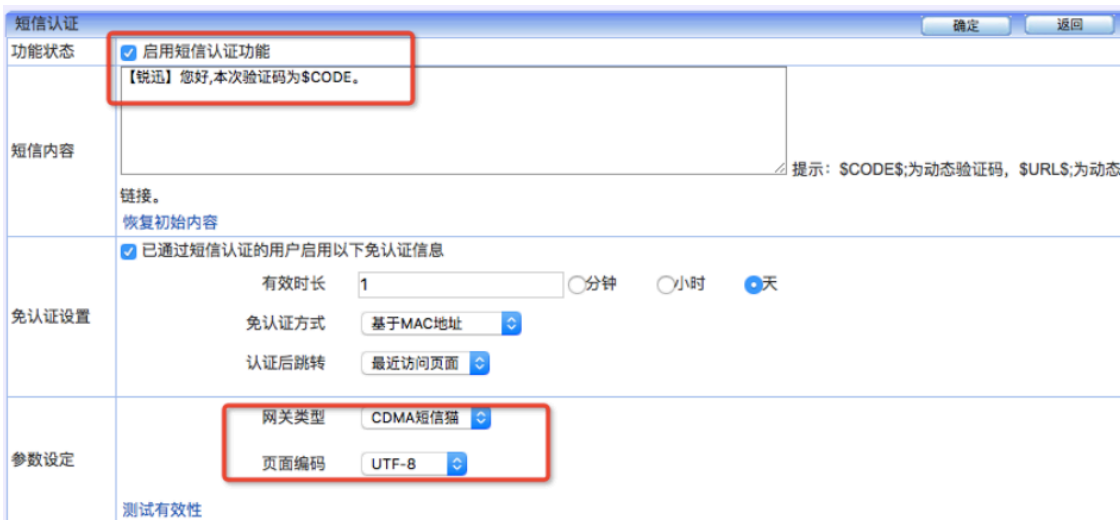 短信认证 确定 返回
功能状态 启用短信认证功能
【锐迅】您好,本次验证码为$CODE。
短信内容 提示：$CODE$;为动态验证码，$URL$;为动态
链接。
恢复初始内容
已通过短信认证的用户启用以下免认证信息
有效时长 1 分钟 小时 天
免认证设置 免认证方式 基于MAC地址
认证后跳转 最近访问页面
网关类型 CDMA短信猫
参数设定 页面编码 UTF-8
测试有效性